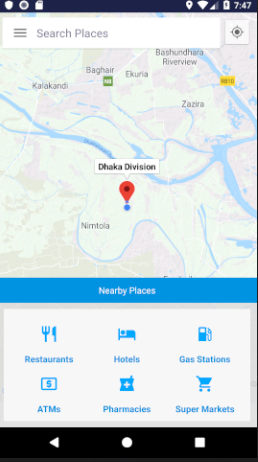 7:47
Search Places
Bashundhara
Riverview
Baghair
Ekuria
Kalakandi
N8
R810
Zazira
Dhaka Division
Nimtola
Nearby Places
Restaurants
Hotels
Gas Stations
ATMs
Pharmacies
Super Markets